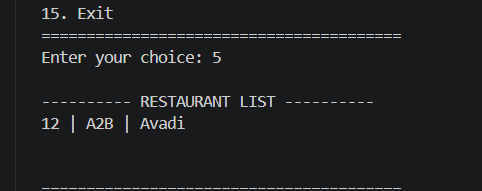 15. Exit
========================================
Enter your choice: 5
---------- RESTAURANT LIST ----------
12 | A2B | Avadi
========================================